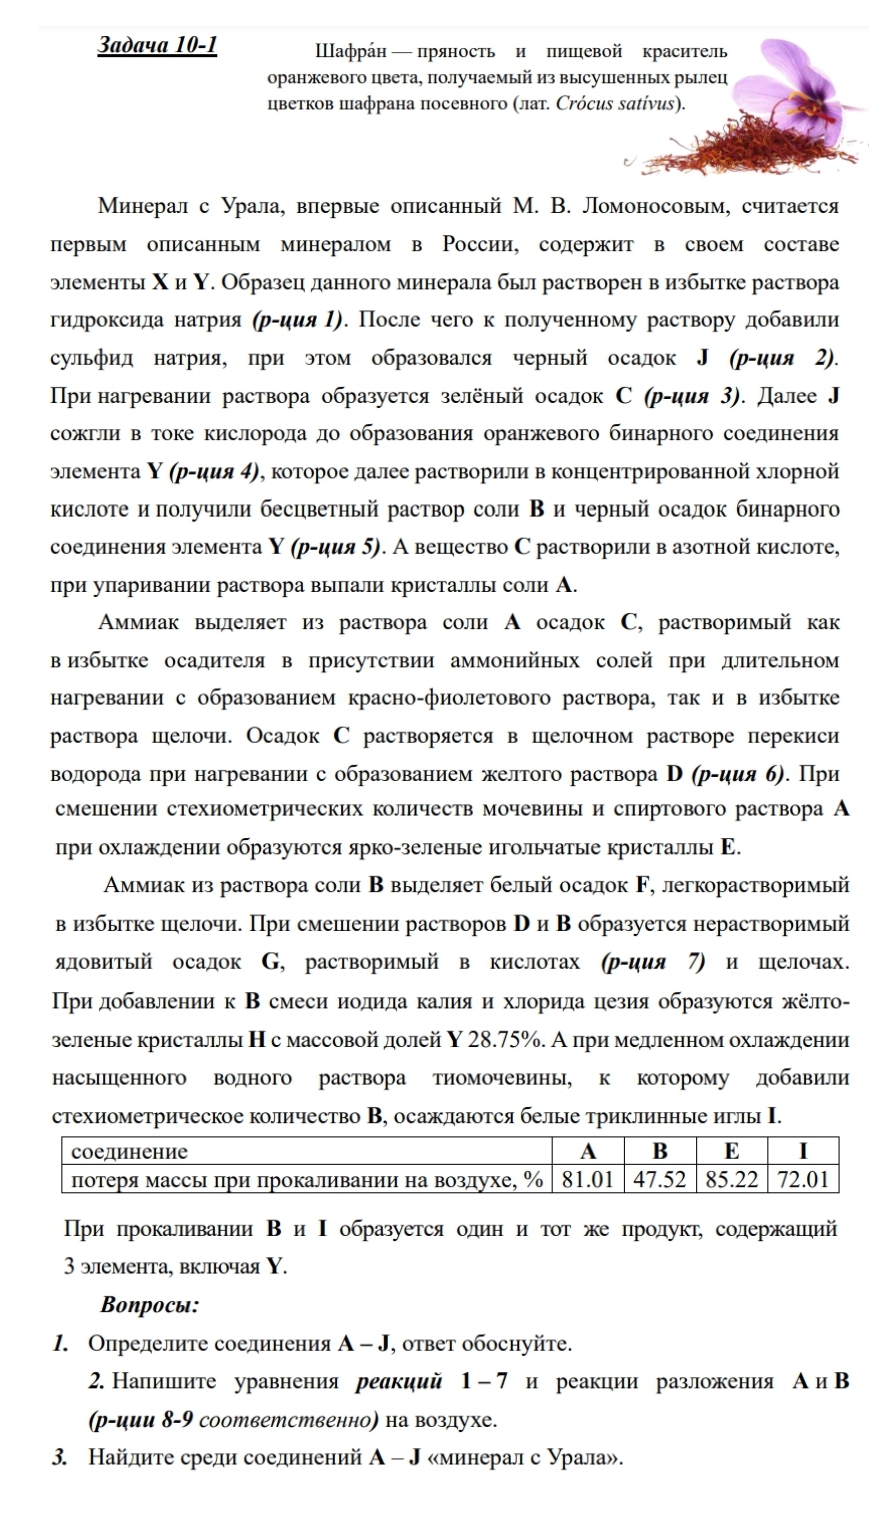 Задача 10-1
Шафра́н — пряность и пищевой краситель
оранжевого цвета, получаемый из высушенных рылец
цветков шафрана посевного (лат. Crócus satívus).
Минерал с Урала, впервые описанный М. В. Ломоносовым, считается
первым описанным минералом в России, содержит в своем составе
элементы X и Y. Образец данного минерала был растворен в избытке раствора
гидроксида натрия (р-ция 1). После чего к полученному раствору добавили
сульфид натрия, при этом образовался черный осадок J (р-ция 2).
При нагревании раствора образуется зелёный осадок C (р-ция 3). Далее J
сожгли в токе кислорода до образования оранжевого бинарного соединения
элемента Y (р-ция 4), которое далее растворили в концентрированной хлорной
кислоте и получили бесцветный раствор соли B и черный осадок бинарного
соединения элемента Y (р-ция 5). А вещество C растворили в азотной кислоте,
при упаривании раствора выпали кристаллы соли A.
Аммиак выделяет из раствора соли A осадок C, растворимый как
в избытке осадителя в присутствии аммонийных солей при длительном
нагревании с образованием красно-фиолетового раствора, так и в избытке
раствора щелочи. Осадок C растворяется в щелочном растворе перекиси
водорода при нагревании с образованием желтого раствора D (р-ция 6). При
смешении стехиометрических количеств мочевины и спиртового раствора A
при охлаждении образуются ярко-зеленые игольчатые кристаллы E.
Аммиак из раствора соли B выделяет белый осадок F, легкорастворимый
в избытке щелочи. При смешении растворов D и B образуется нерастворимый
ядовитый осадок G, растворимый в кислотах (р-ция 7) и щелочах.
При добавлении к B смеси иодида калия и хлорида цезия образуются жёлто-
зеленые кристаллы H с массовой долей Y 28.75%. А при медленном охлаждении
насыщенного водного раствора тиомочевины, к которому добавили
стехиометрическое количество B, осаждаются белые триклинные иглы I.
соединение A B E I
потеря массы при прокаливании на воздухе, % 81.01 47.52 85.22 72.01
При прокаливании B и I образуется один и тот же продукт, содержащий
3 элемента, включая Y.
Вопросы:
1. Определите соединения A – J, ответ обоснуйте.
2. Напишите уравнения реакций 1 – 7 и реакции разложения A и B
(р-ции 8-9 соответственно) на воздухе.
3. Найдите среди соединений A – J «минерал с Урала».